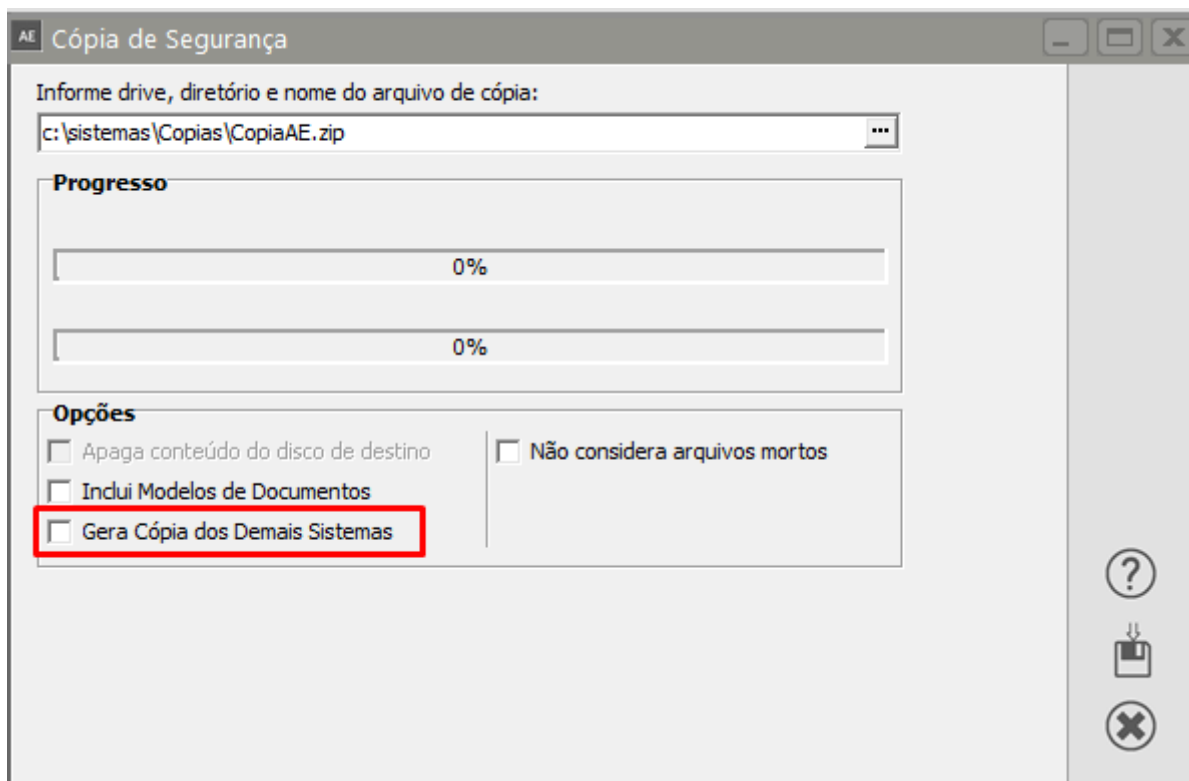 AE Cópia de Segurança
Informe drive, diretório e nome do arquivo de cópia:
c:\sistemas\Copias\CopiaAE.zip
...
Progresso
0%
0%
Opções
Apaga conteúdo do disco de destino
Não considera arquivos mortos
Inclui Modelos de Documentos
Gera Cópia dos Demais Sistemas
?